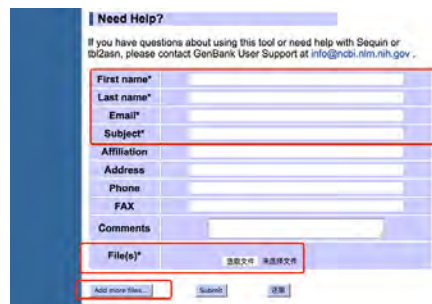 Need Help?
If you have questions about using this tool or need help with Sequin or
tbl2asn, please contact GenBank User Support at info@ncbi.nlm.nih.gov .
First name*
Last name*
Email*
Subject*
Affiliation
Address
Phone
FAX
Comments
File(s)*
选取文件 未选择文件
Add more files...
Submit